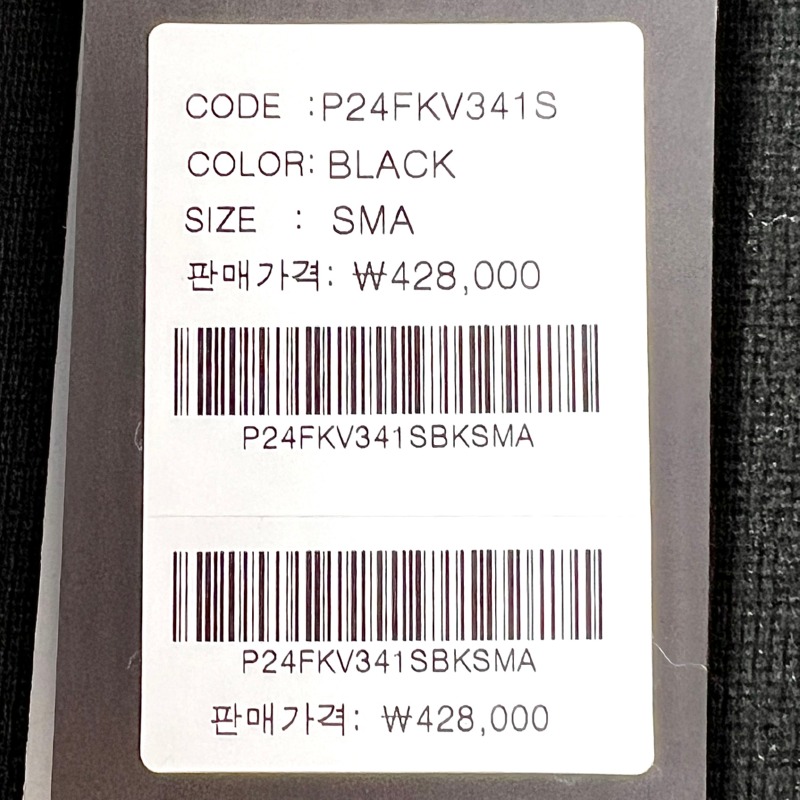 CODE :P24FKV341S
COLOR: BLACK
SIZE : SMA
판매가격: ₩428,000
P24FKV341SBKSMA
P24FKV341SBKSMA
판매가격: ₩428,000